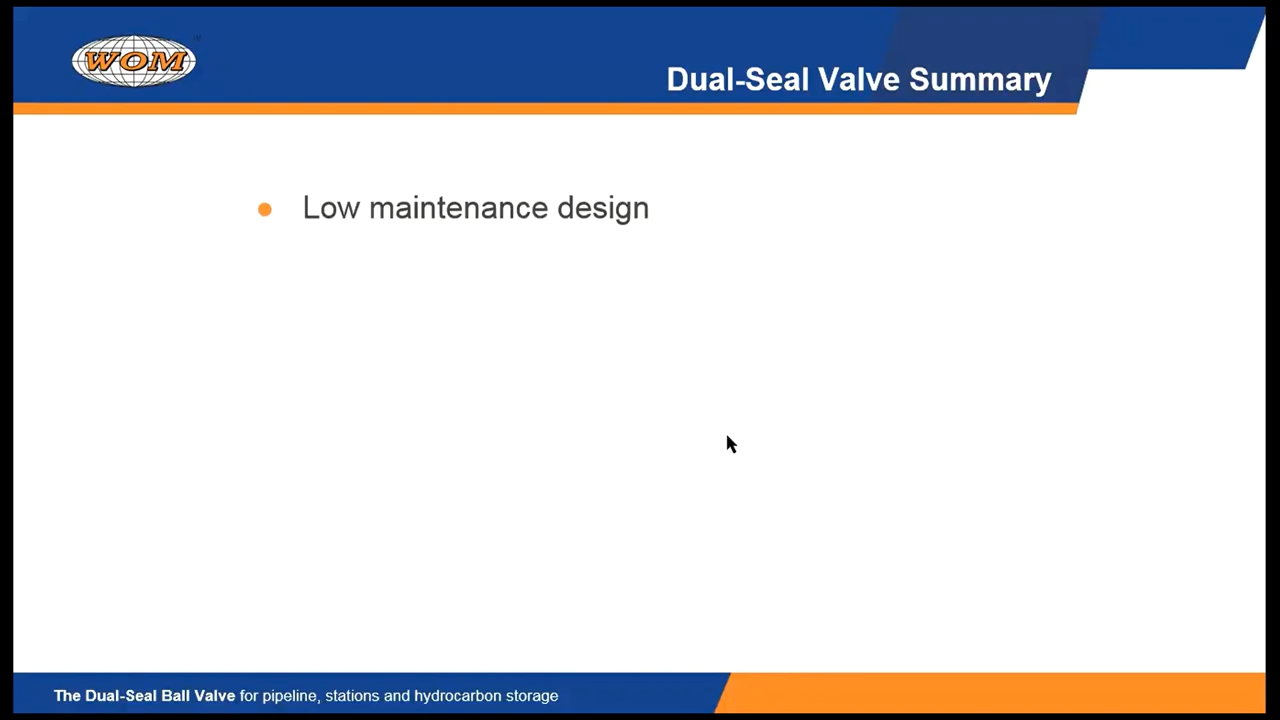 WOM
Dual-Seal Valve Summary
Low maintenance design
The Dual-Seal Ball Valve for pipeline, stations and hydrocarbon storage